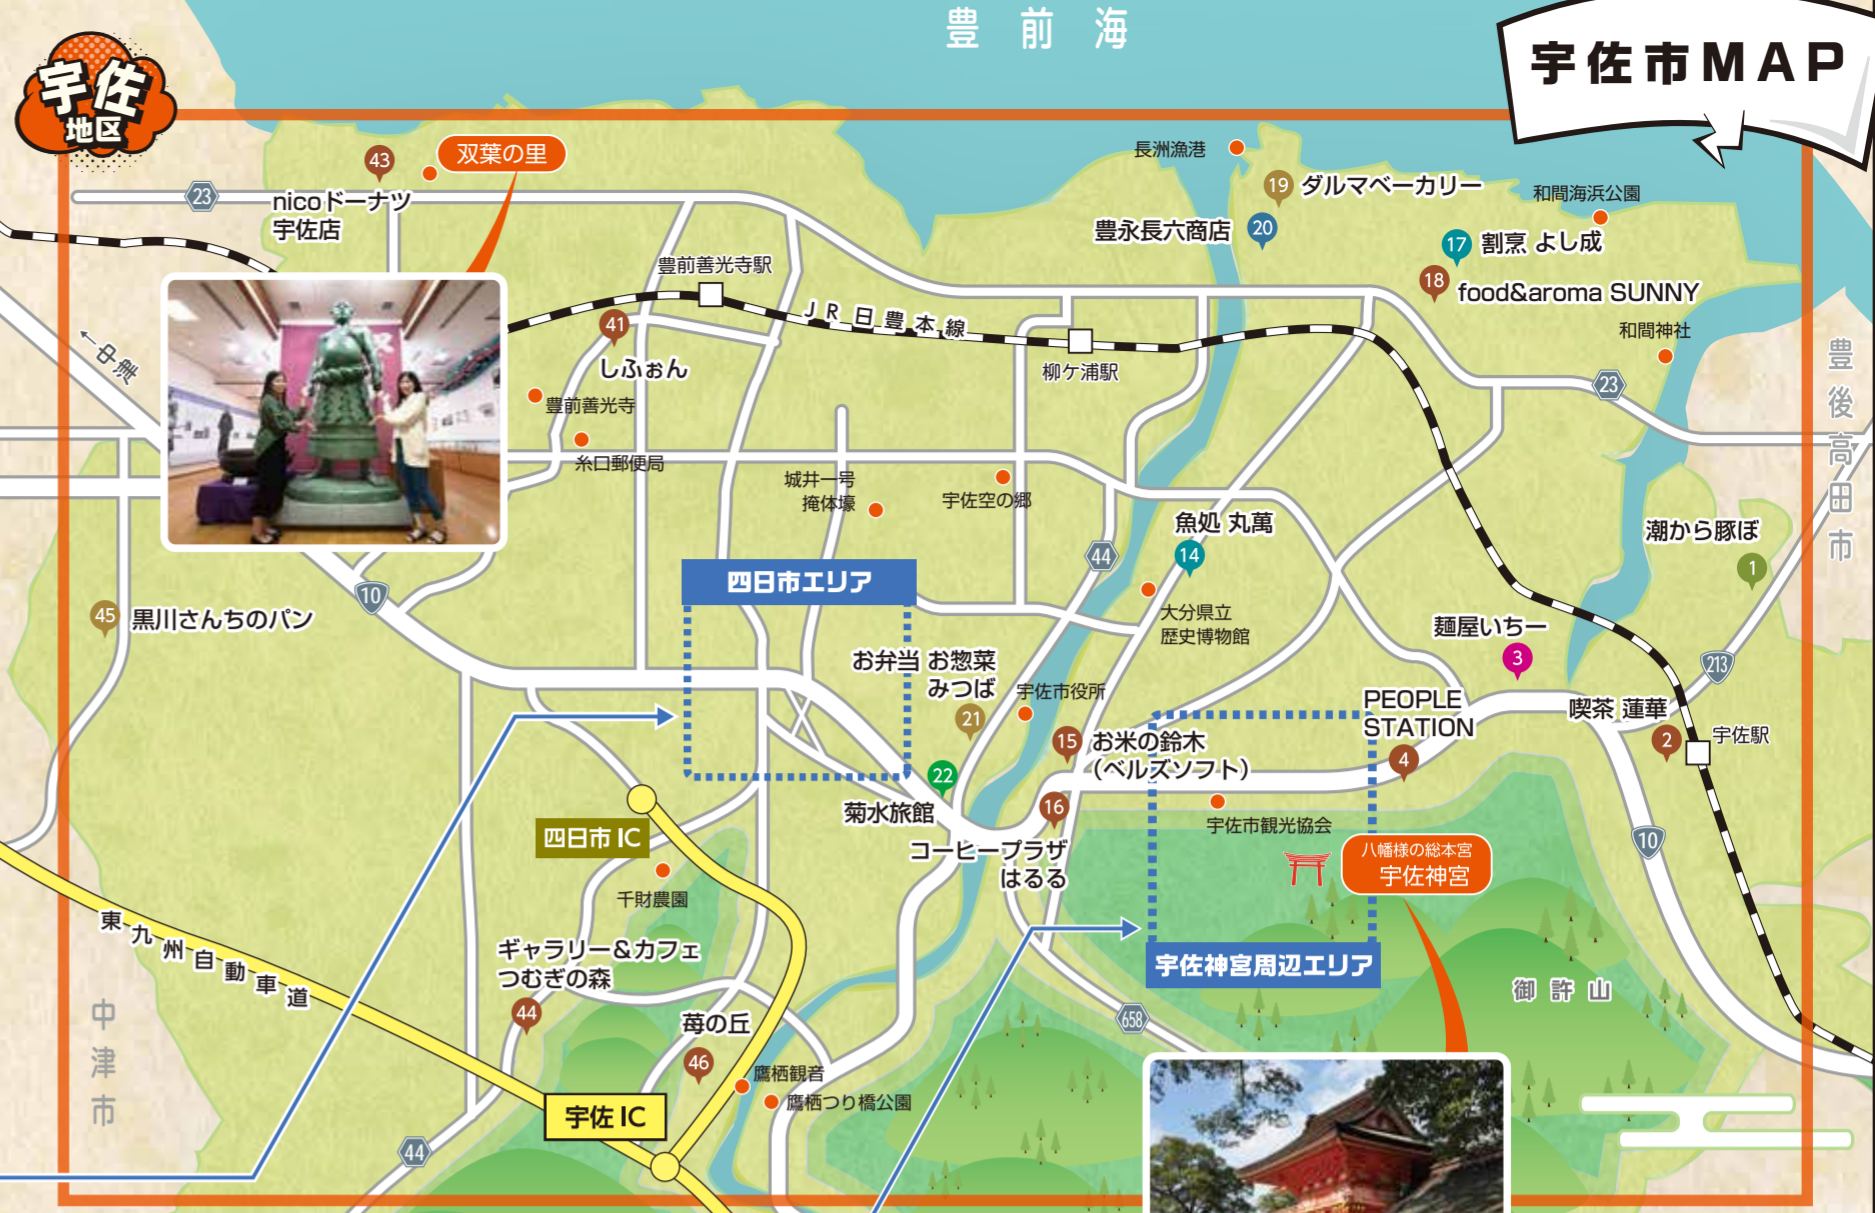 豊前海
宇佐市MAP
宇佐
地区
43
双葉の里
23
nicoドーナツ
宇佐店
長洲漁港
19
ダルマベーカリー
和間海浜公園
豊永長六商店
20
17
割烹 よし成
18
food&aroma SUNNY
豊前善光寺駅
JR日豊本線
41
しふぉん
柳ケ浦駅
和間神社
23
←中津
豊前善光寺
糸口郵便局
城井一号
掩体壕
宇佐空の郷
豊後高田市
魚処 丸萬
14
44
潮から豚ぼ
1
10
四日市エリア
45
黒川さんちのパン
大分県立
歴史博物館
麺屋いちー
3
213
お弁当 お惣菜
みつば
21
宇佐市役所
PEOPLE
STATION
4
喫茶 蓮華
2
宇佐駅
15
お米の鈴木
(ベルズソフト)
22
菊水旅館
16
コーヒープラザ
はるる
宇佐市観光協会
四日市 IC
八幡様の総本宮
宇佐神宮
10
千財農園
東九州自動車道
ギャラリー&カフェ
つむぎの森
44
宇佐神宮周辺エリア
御許山
中津市
苺の丘
46
658
鷹栖観音
鷹栖つり橋公園
宇佐 IC
44